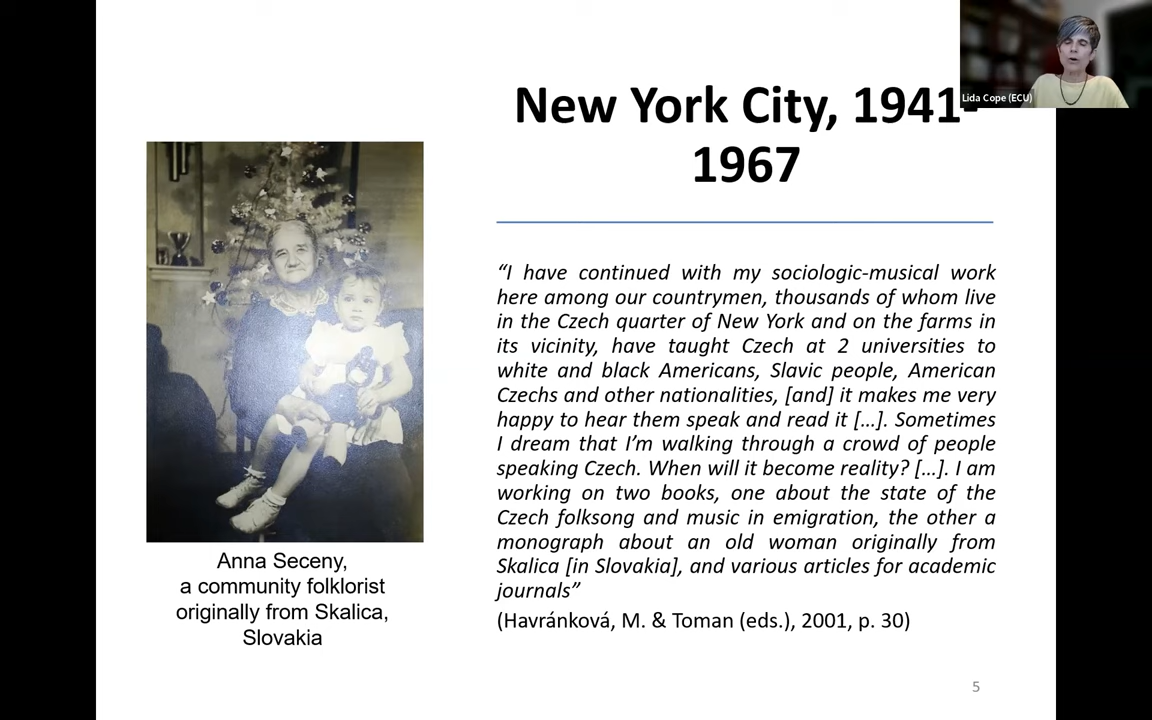 Lida Cope (ECU)
New York City, 1941-
1967
“I have continued with my sociologic-musical work
here among our countrymen, thousands of whom live
in the Czech quarter of New York and on the farms in
its vicinity, have taught Czech at 2 universities to
white and black Americans, Slavic people, American
Czechs and other nationalities, [and] it makes me very
happy to hear them speak and read it […]. Sometimes
I dream that I’m walking through a crowd of people
speaking Czech. When will it become reality? […]. I am
working on two books, one about the state of the
Czech folksong and music in emigration, the other a
monograph about an old woman originally from
Skalica [in Slovakia], and various articles for academic
journals”
(Havránková, M. & Toman (eds.), 2001, p. 30)
Anna Seceny,
a community folklorist
originally from Skalica,
Slovakia
5